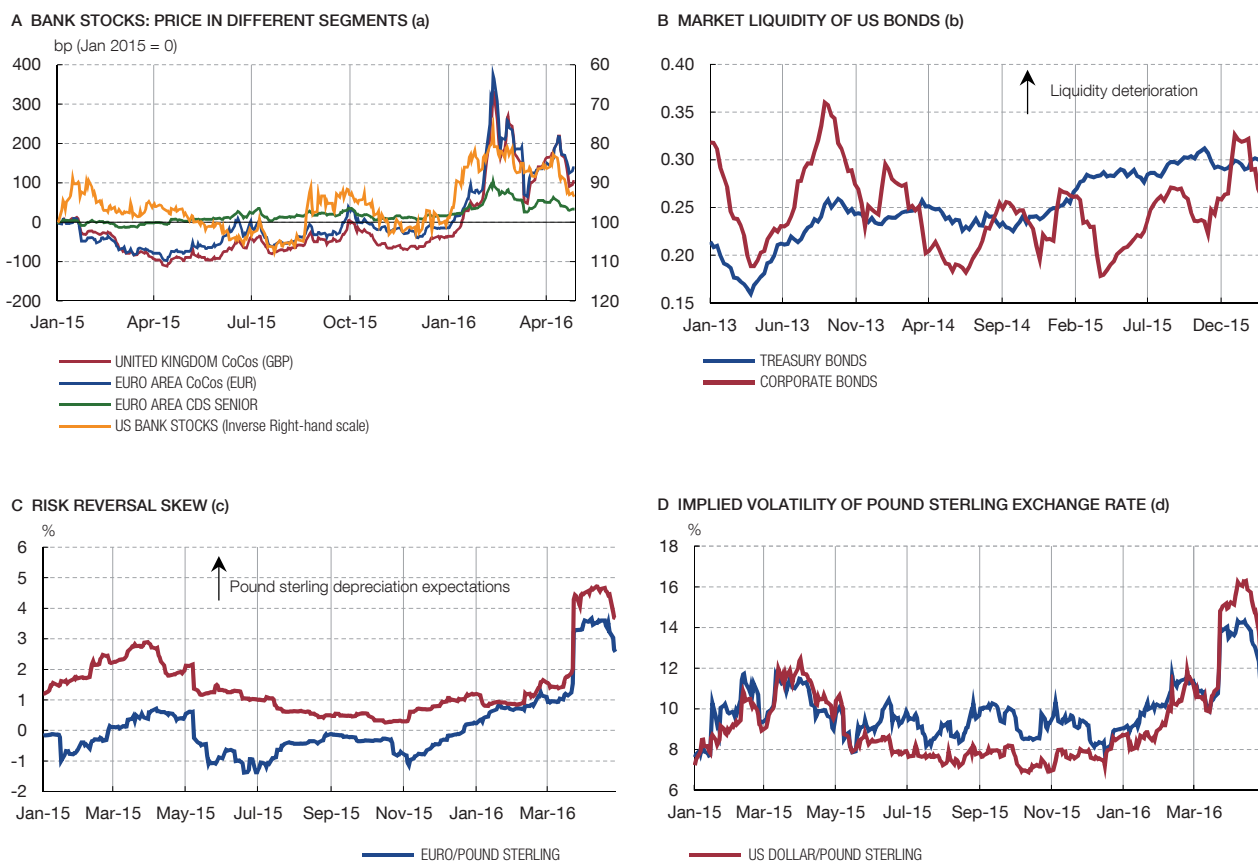 A BANK STOCKS: PRICE IN DIFFERENT SEGMENTS (a)
bp (Jan 2015 = 0)
400
300
200
100
0
-100
-200
60
70
80
90
100
110
120
Jan-15 Apr-15 Jul-15 Oct-15 Jan-16 Apr-16
UNITED KINGDOM CoCos (GBP)
EURO AREA CoCos (EUR)
EURO AREA CDS SENIOR
US BANK STOCKS (Inverse Right-hand scale)
B MARKET LIQUIDITY OF US BONDS (b)
0.40
0.35
0.30
0.25
0.20
0.15
Liquidity deterioration
Jan-13 Jun-13 Nov-13 Apr-14 Sep-14 Feb-15 Jul-15 Dec-15
TREASURY BONDS
CORPORATE BONDS
C RISK REVERSAL SKEW (c)
%
6
5
4
3
2
1
0
-1
-2
Pound sterling depreciation expectations
Jan-15 Mar-15 May-15 Jul-15 Sep-15 Nov-15 Jan-16 Mar-16
D IMPLIED VOLATILITY OF POUND STERLING EXCHANGE RATE (d)
%
18
16
14
12
10
8
6
Jan-15 Mar-15 May-15 Jul-15 Sep-15 Nov-15 Jan-16 Mar-16
EURO/POUND STERLING
US DOLLAR/POUND STERLING